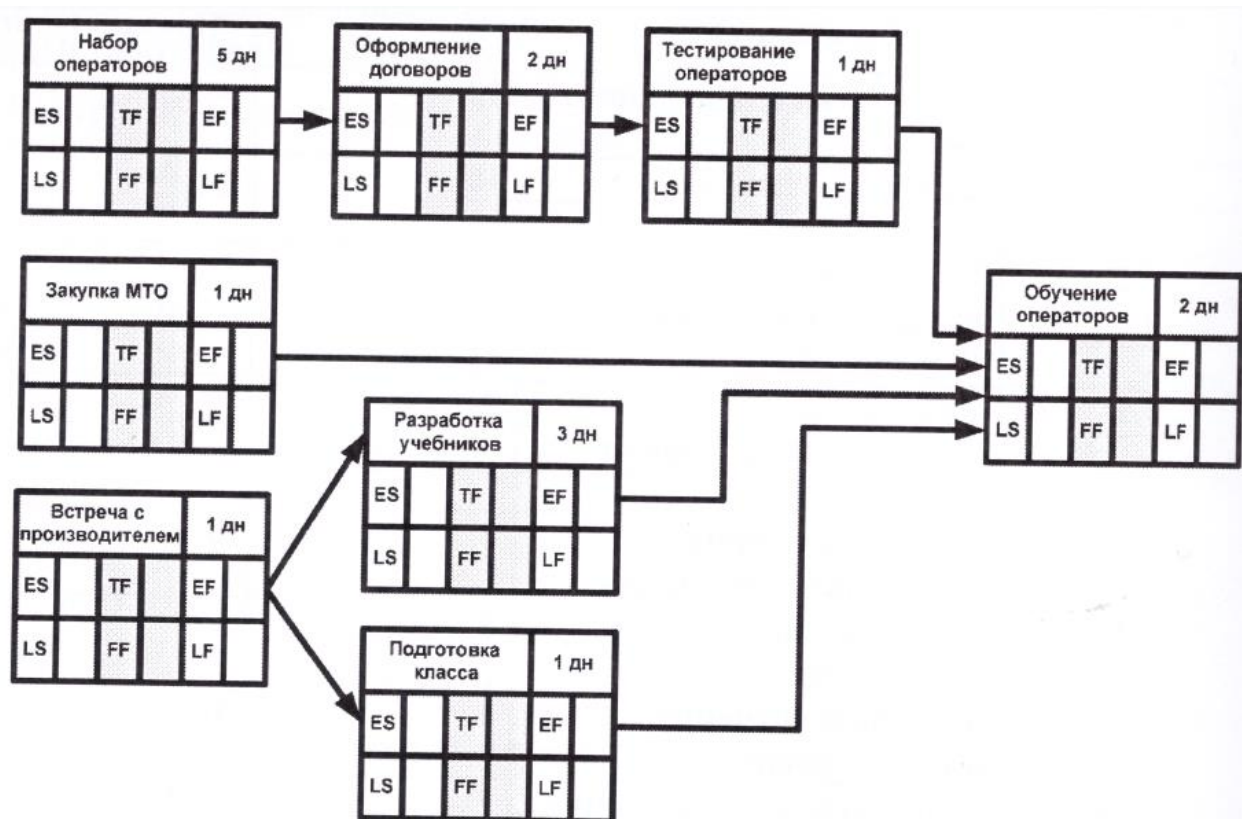 Набор
операторов
5 дн
ES TF EF
LS FF LF
Оформление
договоров
2 дн
ES TF EF
LS FF LF
Тестирование
операторов
1 дн
ES TF EF
LS FF LF
Закупка МТО
1 дн
ES TF EF
LS FF LF
Обучение
операторов
2 дн
ES TF EF
LS FF LF
Разработка
учебников
3 дн
ES TF EF
LS FF LF
Встреча с
производителем
1 дн
ES TF EF
LS FF LF
Подготовка
класса
1 дн
ES TF EF
LS FF LF